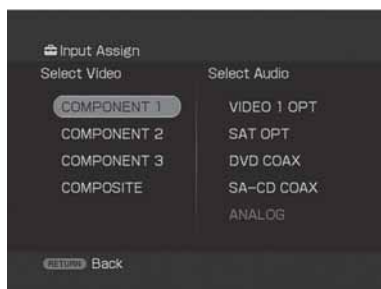 Input Assign
Select Video
COMPONENT 1
COMPONENT 2
COMPONENT 3
COMPOSITE
Select Audio
VIDEO 1 OPT
SAT OPT
DVD COAX
SA-CD COAX
ANALOG
RETURN Back